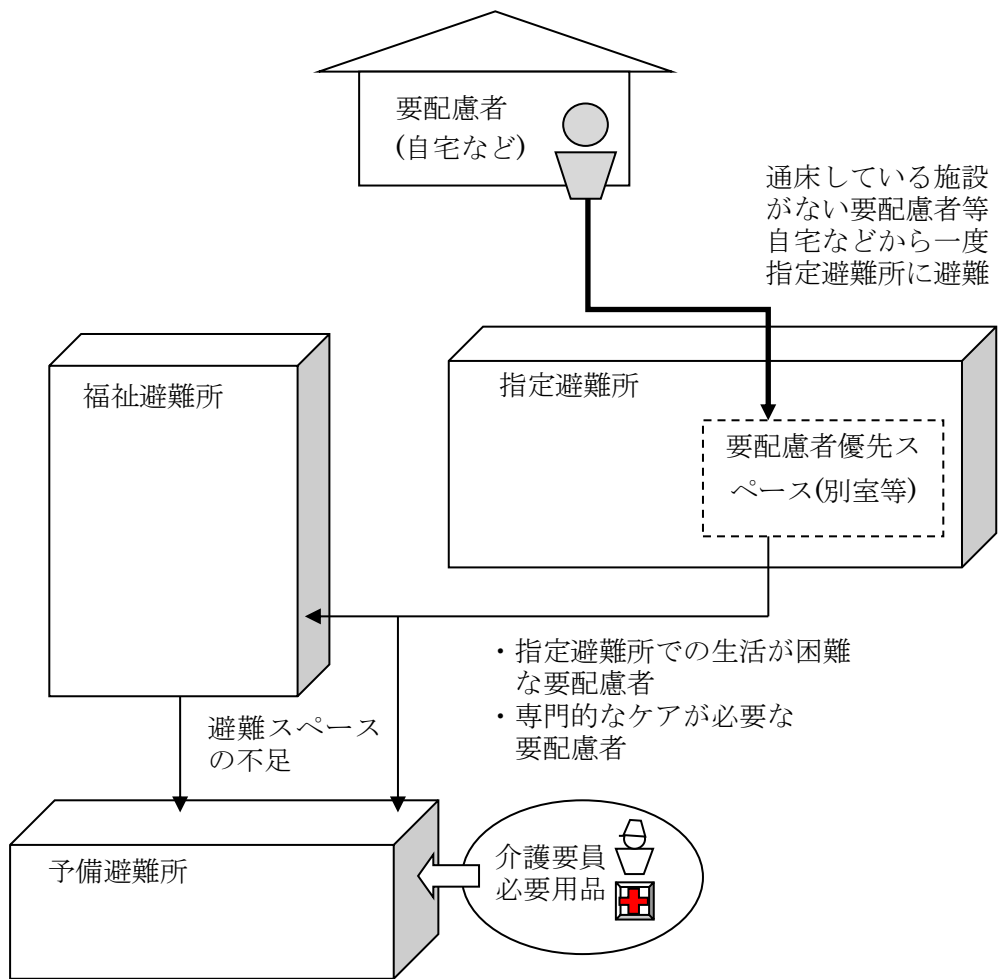 要配慮者
(自宅など)
通床している施設
がない要配慮者等
自宅などから一度
指定避難所に避難
福祉避難所
指定避難所
要配慮者優先ス
ペース(別室等)
・指定避難所での生活が困難
な要配慮者
・専門的なケアが必要な
要配慮者
避難スペース
の不足
予備避難所
介護要員
必要用品